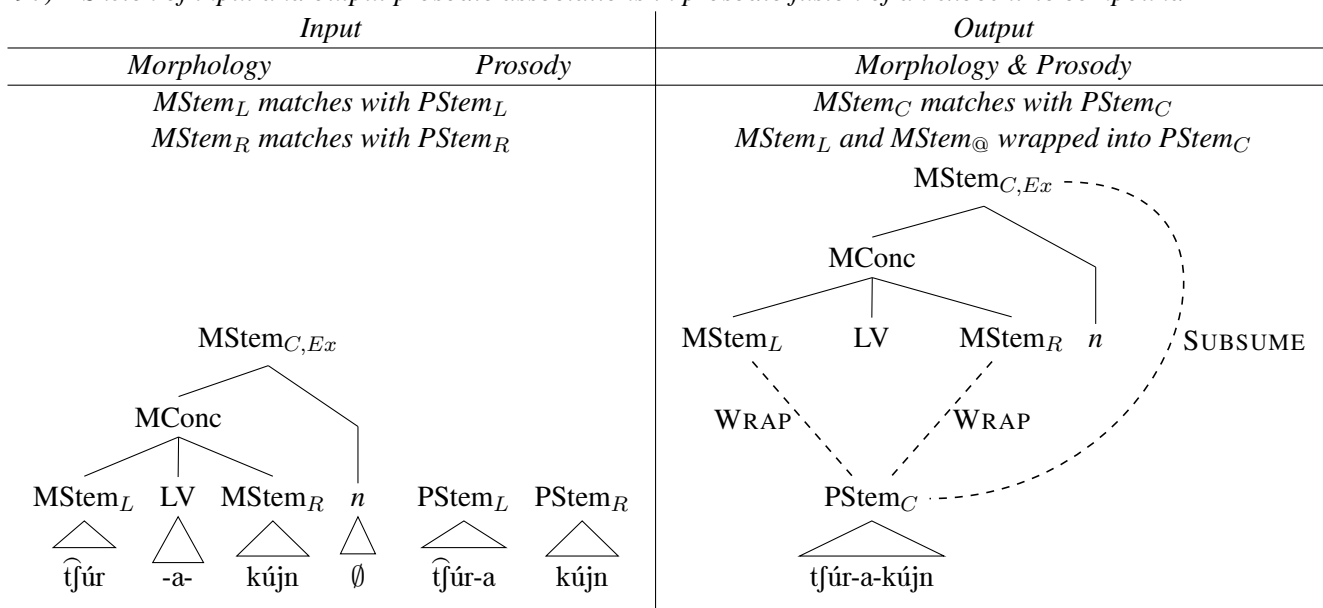 Input Output
Morphology Prosody Morphology & Prosody
MStem_L matches with PStem_L MStem_C matches with PStem_C
MStem_R matches with PStem_R MStem_L and MStem_@ wrapped into PStem_C
MStem_{C,Ex}
MConc
MStem_L LV MStem_R n SUBSUME
MStem_{C,Ex}
MConc WRAP WRAP
MStem_L LV MStem_R n PStem_L PStem_R PStem_C
t͡ʃúr -a- kújn ∅ t͡ʃúr-a kújn tʃúr-a-kújn